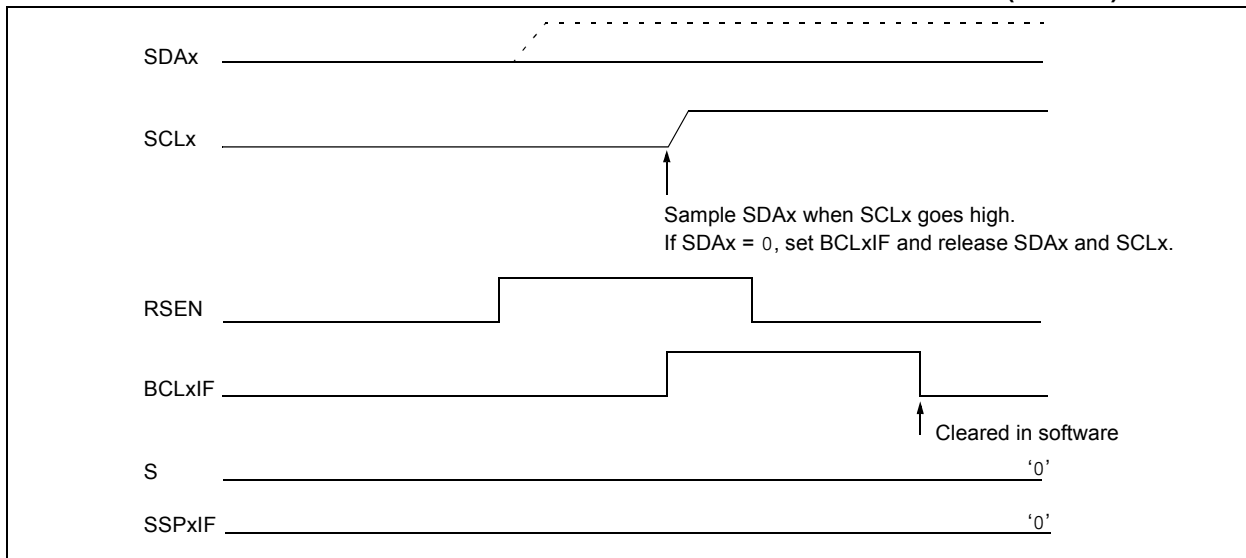 SDAx
SCLx
Sample SDAx when SCLx goes high.
If SDAx = 0, set BCLxIF and release SDAx and SCLx.
RSEN
BCLxIF
Cleared in software
S
‘0’
SSPxIF
‘0’